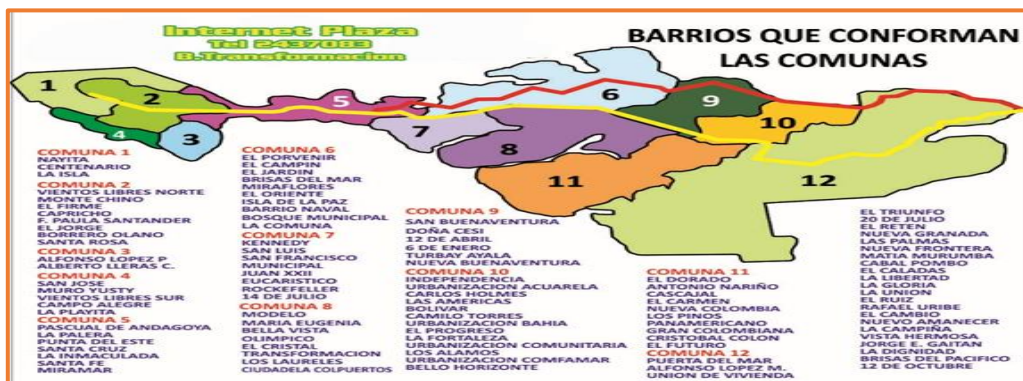 Internet Plaza
Tel 2437083
B.Transformacion
BARRIOS QUE CONFORMAN
LAS COMUNAS
1
2
3
4
5
6
7
8
9
10
11
12
COMUNA 1
NAYITA
CENTENARIO
LA ISLA
COMUNA 2
VIENTOS LIBRES NORTE
MONTE CHINO
EL FIRME
CAPRICHO
F. PAULA SANTANDER
EL JORGE
BORRERO OLANO
SANTA ROSA
COMUNA 3
ALFONSO LOPEZ P
ALBERTO LLERAS C.
COMUNA 4
SAN JOSE
MURO YUSTY
VIENTOS LIBRES SUR
CAMPO ALEGRE
LA PLAYITA
COMUNA 5
PASCUAL DE ANDAGOYA
LA PALERA
PUNTA DEL ESTE
SANTA CRUZ
LA INMACULADA
SANTA FE
MIRAMAR
COMUNA 6
EL PORVENIR
EL CAMPIN
EL JARDIN
BRISAS DEL MAR
MIRAFLORES
EL ORIENTE
ISLA DE LA PAZ
BARRIO NAVAL
BOSQUE MUNICIPAL
LA COMUNA
COMUNA 7
KENNEDY
SAN LUIS
SAN FRANCISCO
MUNICIPAL
JUAN XXII
EUCARISTICO
ROCKEFELLER
14 DE JULIO
COMUNA 8
MODELO
MARIA EUGENIA
BELLA VISTA
OLIMPICO
EL CRISTAL
TRANSFORMACION
LOS LAURELES
CIUDADELA COLPUERTOS
COMUNA 9
SAN BUENAVENTURA
DOÑA CESI
12 DE ABRIL
6 DE ENERO
TURBAY AYALA
NUEVA BUENAVENTURA
COMUNA 10
INDEPENDENCIA
URBANIZACION ACUARELA
CARLOS HOLMES
LAS AMERICAS
BOLIVAR
CAMILO TORRES
URBANIZACION BAHIA
EL PROGRESO
LA FORTALEZA
URBANIZACION COMUNITARIA
LOS ALAMOS
URBANIZACION COMFAMAR
BELLO HORIZONTE
COMUNA 11
EL DORADO
ANTONIO NARIÑO
CASCAJAL
EL CARMEN
NUEVA COLOMBIA
LOS PINOS
PANAMERICANO
GRAN COLOMBIANA
CRISTOBAL COLON
EL FUTURO
COMUNA 12
PUERTA DEL MAR
ALFONSO LOPEZ M.
UNION DE VIVIENDA
EL TRIUNFO
20 DE JULIO
EL RETEN
NUEVA GRANADA
LAS PALMAS
NUEVA FRONTERA
MATIA MURUMBA
CABAL POMBO
EL CALADAS
LA LIBERTAD
LA GLORIA
LA UNION
EL RUIZ
RAFAEL URIBE
EL CAMBIO
NUEVO AMANECER
LA CAMPIÑA
VISTA HERMOSA
JORGE E. GAITAN
LA DIGNIDAD
BRISAS DEL PACIFICO
12 DE OCTUBRE